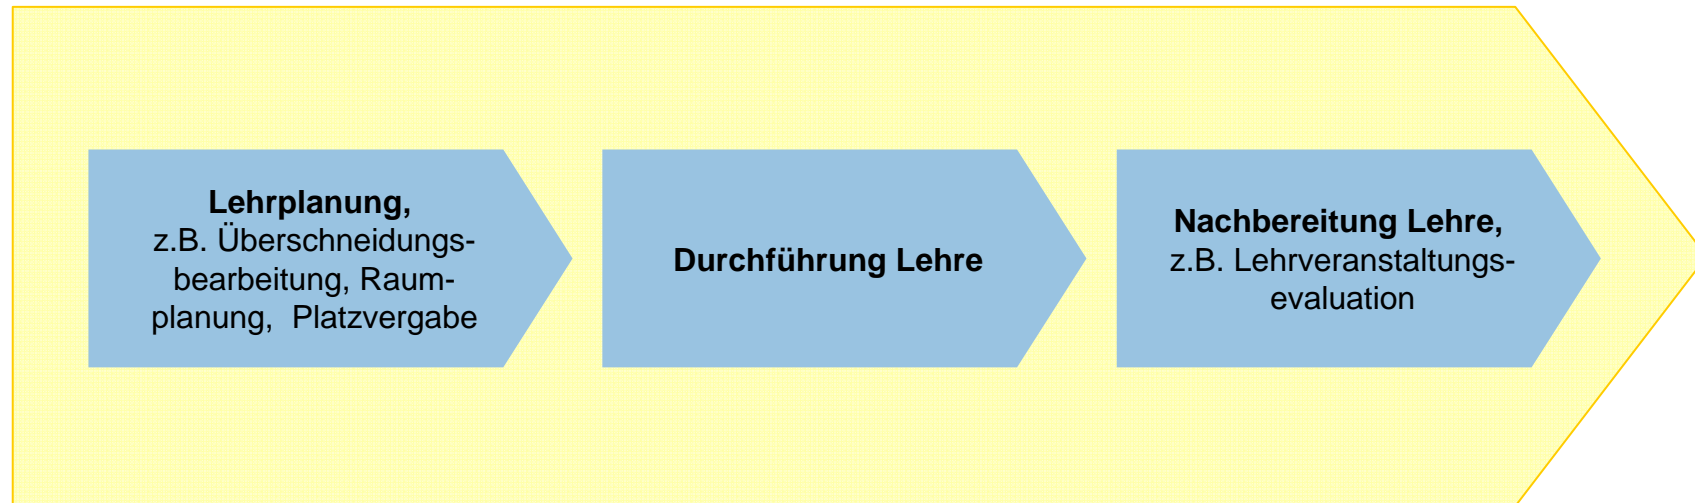 Lehrplanung,
z.B. Überschneidungs-
bearbeitung, Raum-
planung,  Platzvergabe
Durchführung Lehre
Nachbereitung Lehre,
z.B. Lehrveranstaltungs-
evaluation